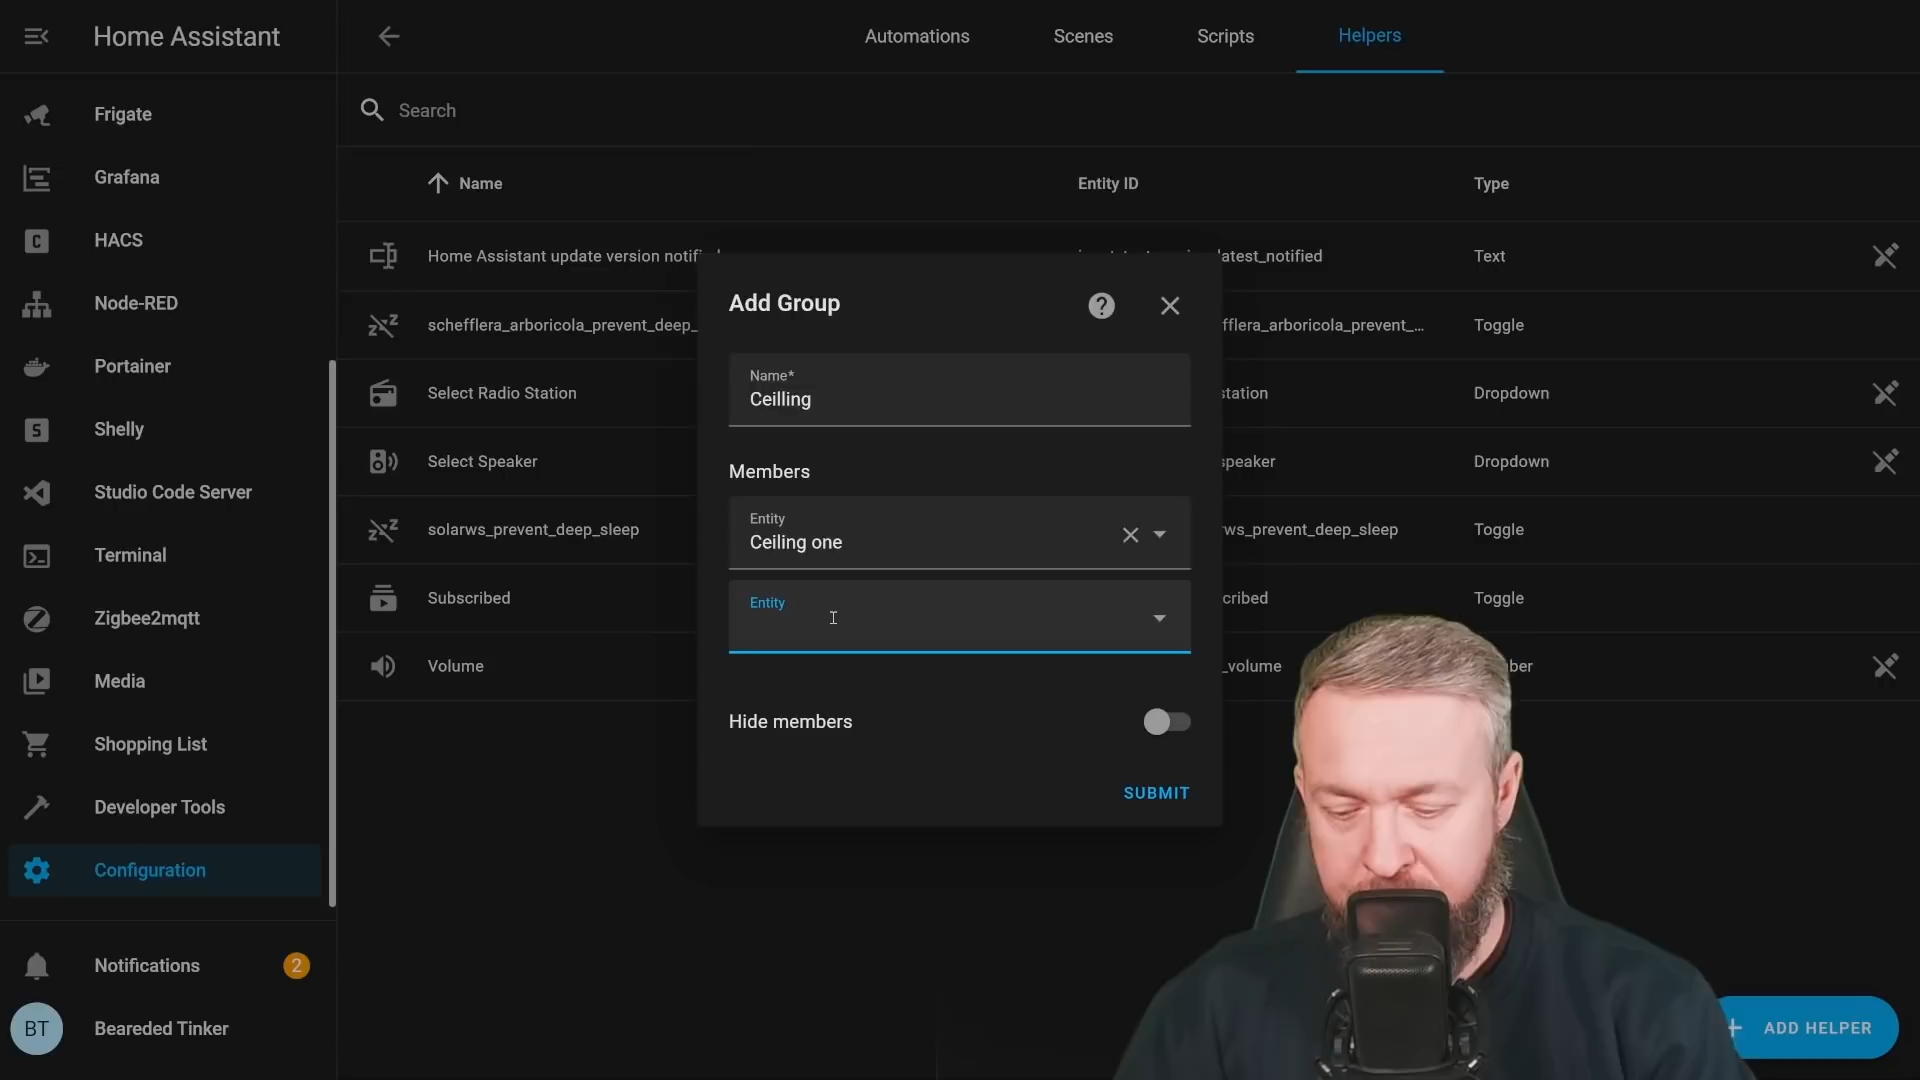 Home Assistant
Automations
Scenes
Scripts
Helpers
Frigate
Grafana
HACS
Node-RED
Portainer
Shelly
Studio Code Server
Terminal
Zigbee2mqtt
Media
Shopping List
Developer Tools
Configuration
Notifications
2
BT
Bearded Tinker
Search
Name
Entity ID
Type
Home Assistant update version
latest_notified
Text
schefflera_arboricola_prevent_deep_
fflera_arboricola_prevent_...
Toggle
Select Radio Station
station
Dropdown
Select Speaker
speaker
Dropdown
solarws_prevent_deep_sleep
ws_prevent_deep_sleep
Toggle
Subscribed
cribed
Toggle
Volume
_volume
ber
Add Group
?
Name*
Ceilling
Members
Entity
Ceiling one
Entity
Hide members
SUBMIT
+ ADD HELPER